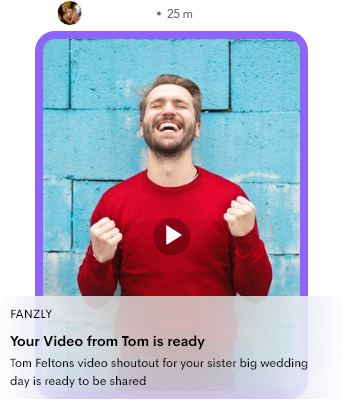 • 25 m
FANZLY
Your Video from Tom is ready
Tom Feltons video shoutout for your sister big wedding
day is ready to be shared